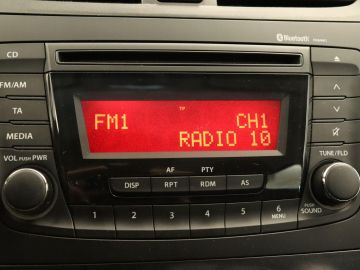 Bluetooth
CD
FM/AM
TA
MEDIA
VOL PUSH PWR
TP
FM1 CH1
RADIO 10
AF PTY
DISP RPT RDM AS
1 2 3 4 5 6
MENU
TUNE/FLD
PUSH
SOUND